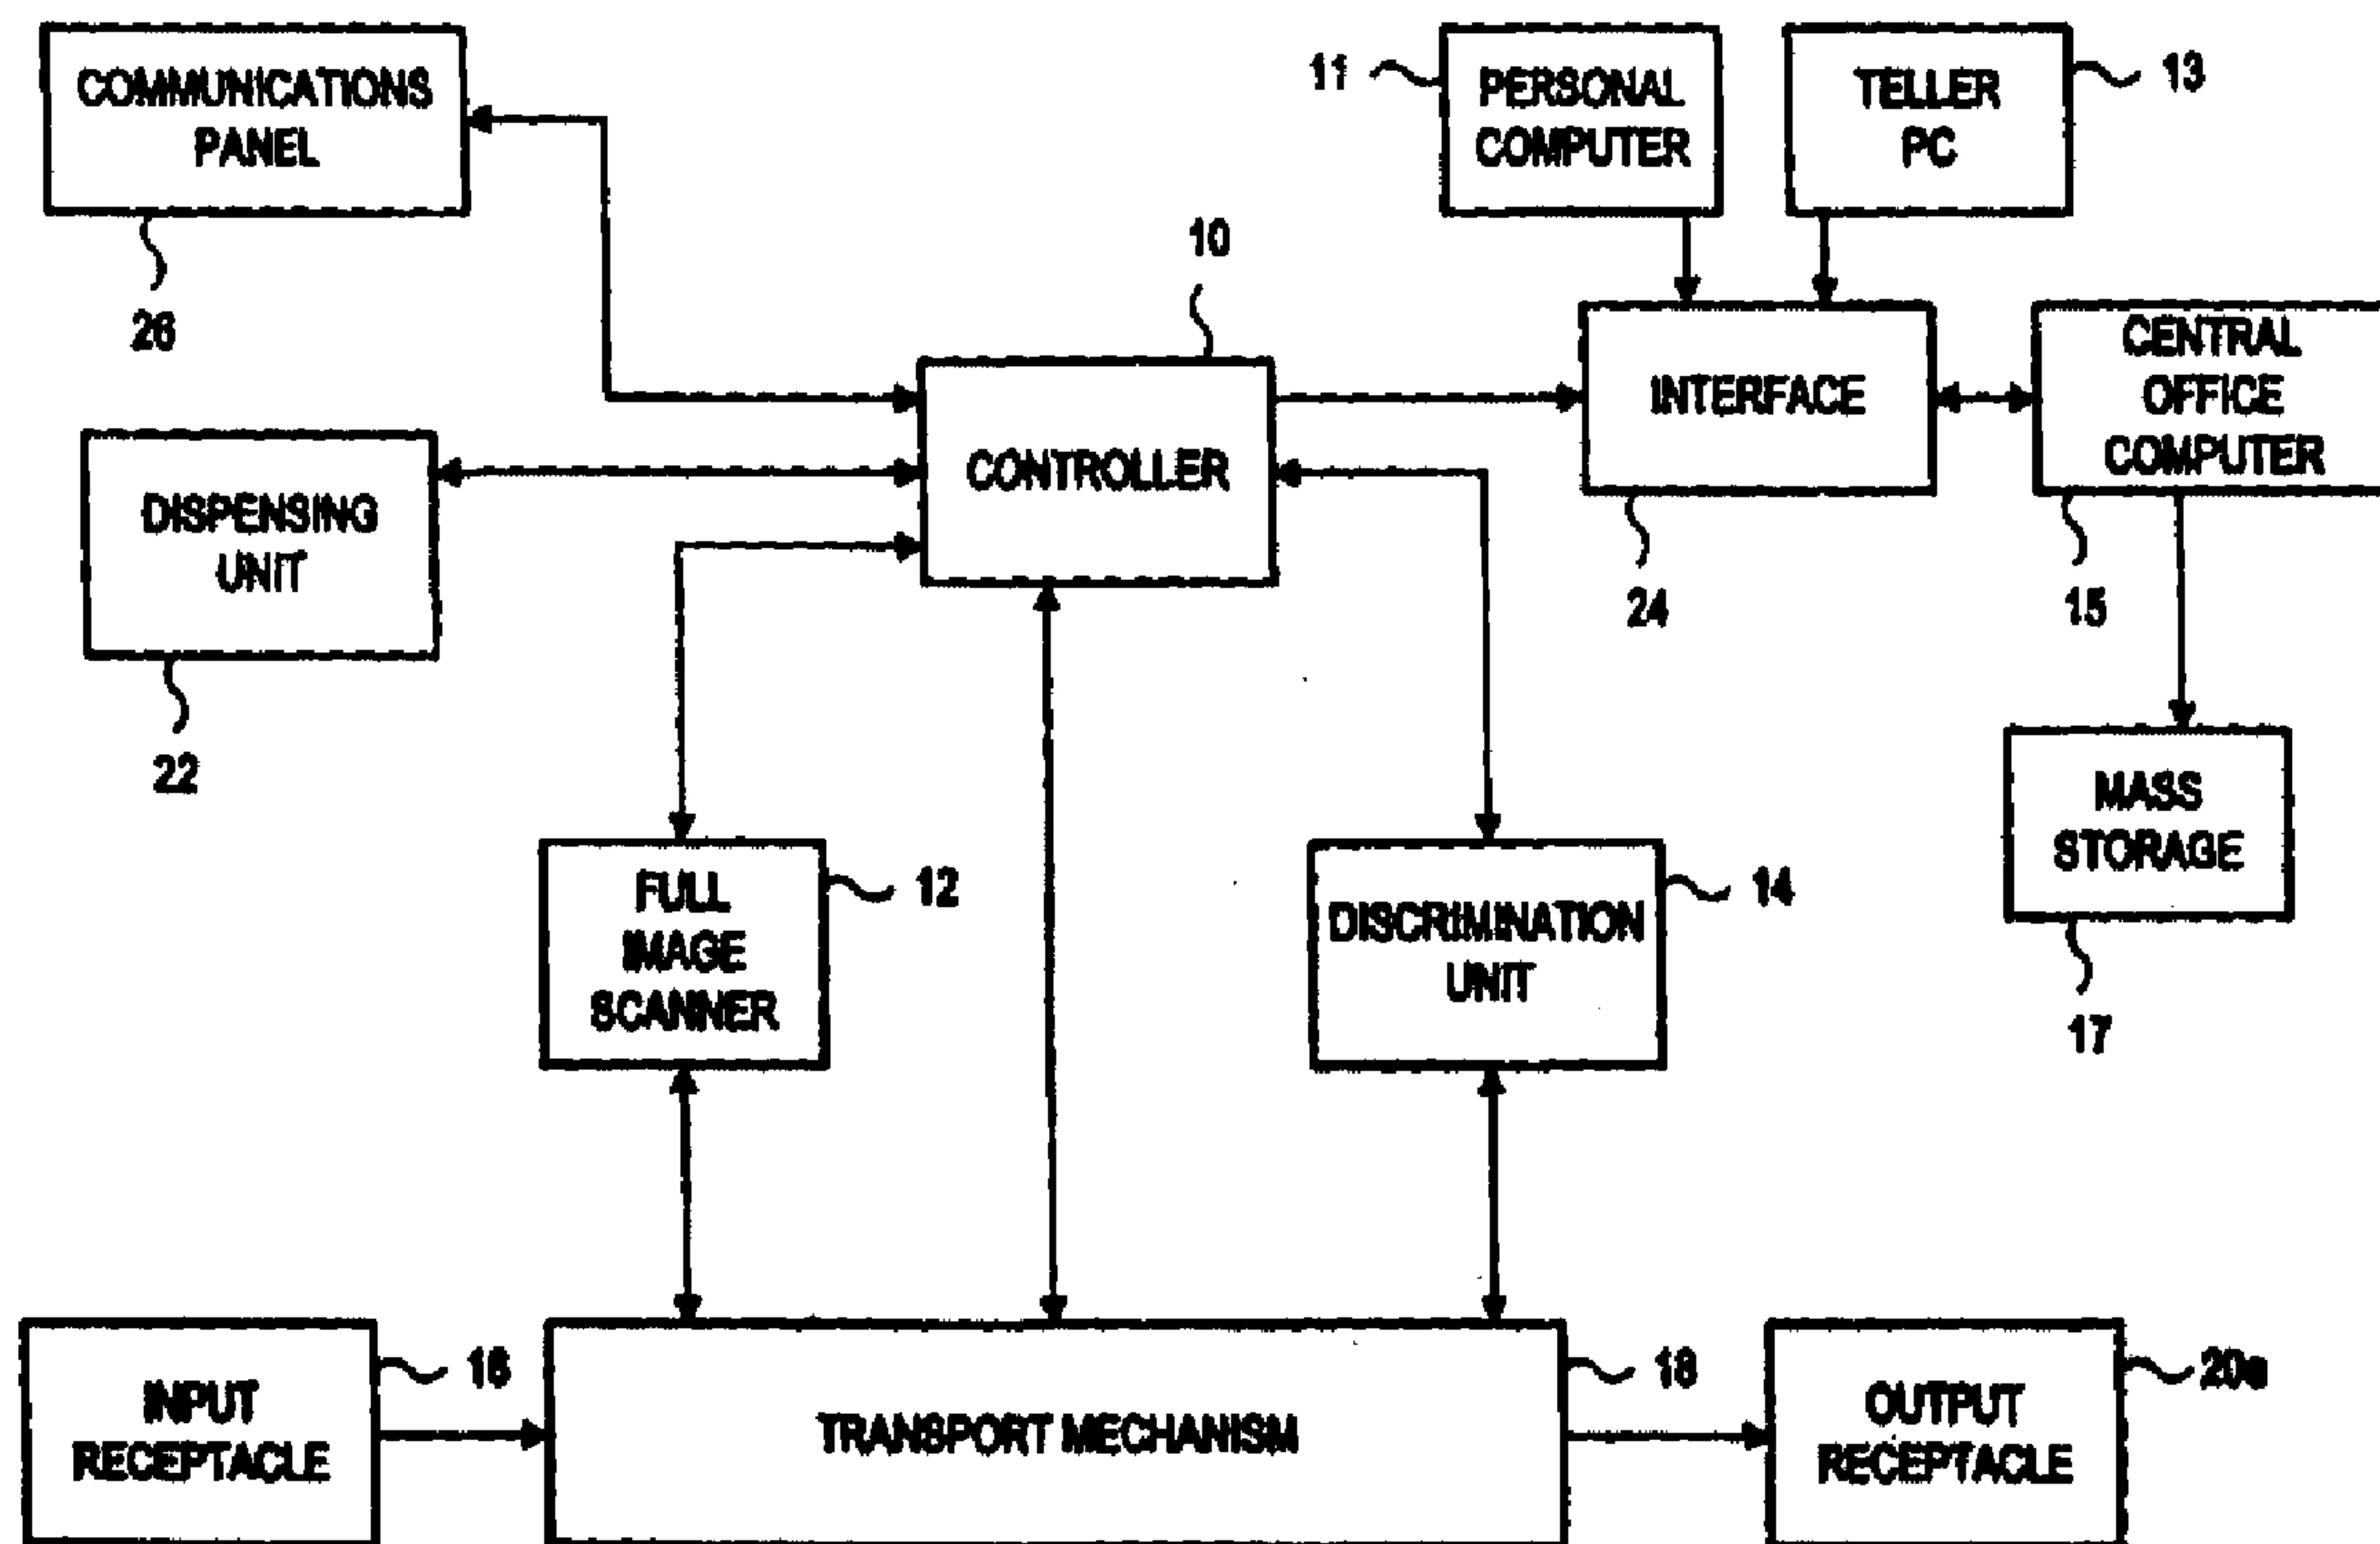 COMMUNICATIONS
PANEL
26
11
PERSONAL
COMPUTER
TELLER
PC
13
10
CONTROLLER
INTERFACE
24
CENTRAL
OFFICE
COMPUTER
15
DISPENSING
UNIT
22
FULL
IMAGE
SCANNER
12
DISCRIMINATION
UNIT
14
MASS
STORAGE
17
INPUT
RECEPTACLE
16
TRANSPORT MECHANISM
18
OUTPUT
RECEPTACLE
20a